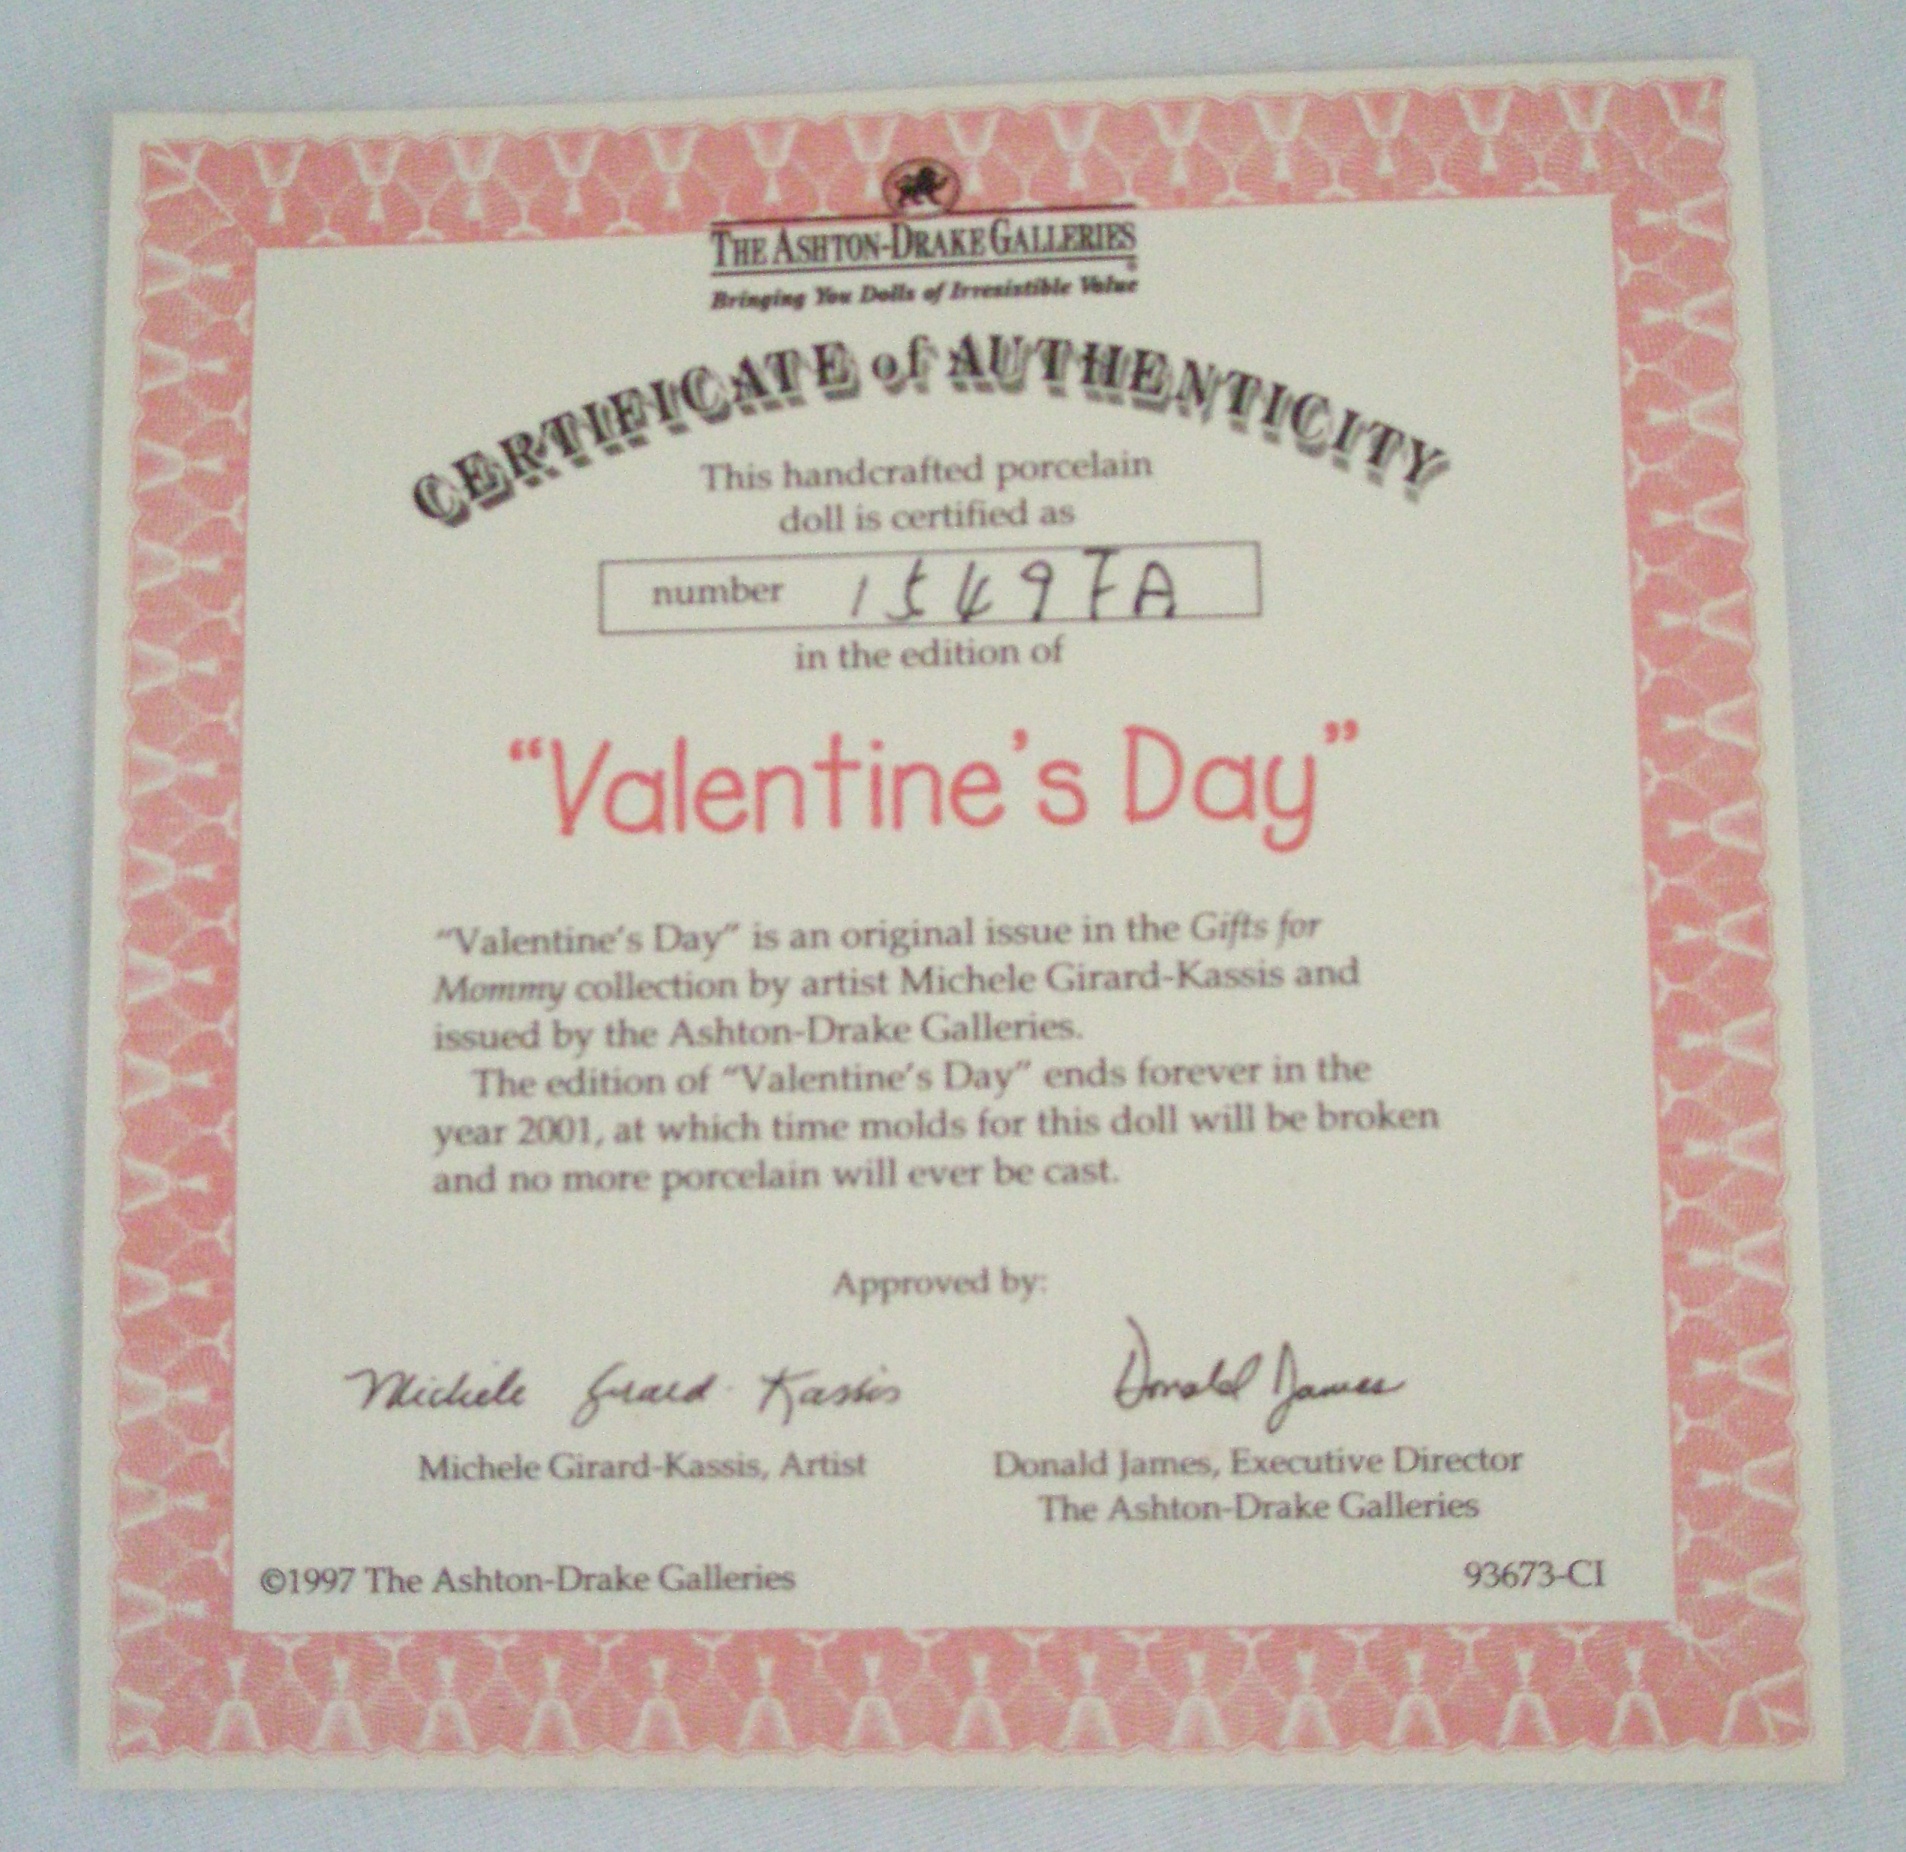 THE ASHTON-DRAKE GALLERIES
®
Bringing You Dolls of Irresistible Value
CERTIFICATE of AUTHENTICITY
This handcrafted porcelain
doll is certified as
number 15497A
in the edition of
“Valentine’s Day”
“Valentine’s Day” is an original issue in the Gifts for
Mommy collection by artist Michele Girard-Kassis and
issued by the Ashton-Drake Galleries.
The edition of “Valentine’s Day” ends forever in the
year 2001, at which time molds for this doll will be broken
and no more porcelain will ever be cast.
Approved by:
Michele Girard-Kassis Donald James
Michele Girard-Kassis, Artist Donald James, Executive Director
The Ashton-Drake Galleries
©1997 The Ashton-Drake Galleries 93673-CI